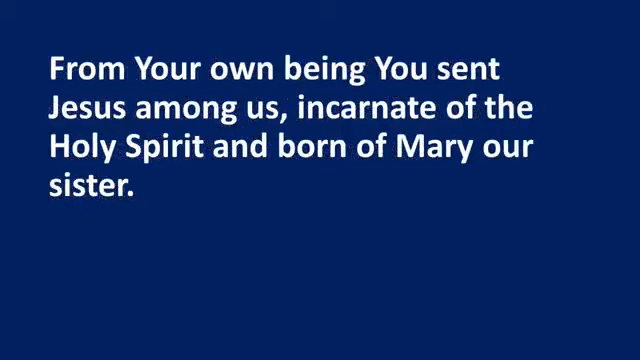 From Your own being You sent
Jesus among us, incarnate of the
Holy Spirit and born of Mary our
sister.